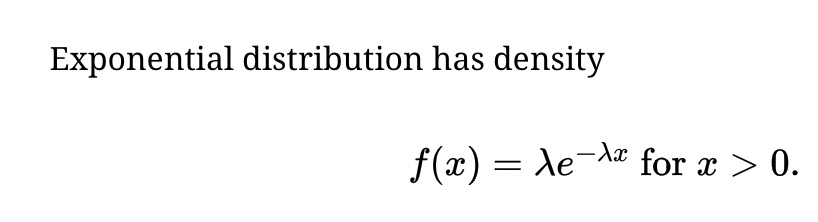 Exponential distribution has density
f(x) = λe^{−λx} for x > 0.